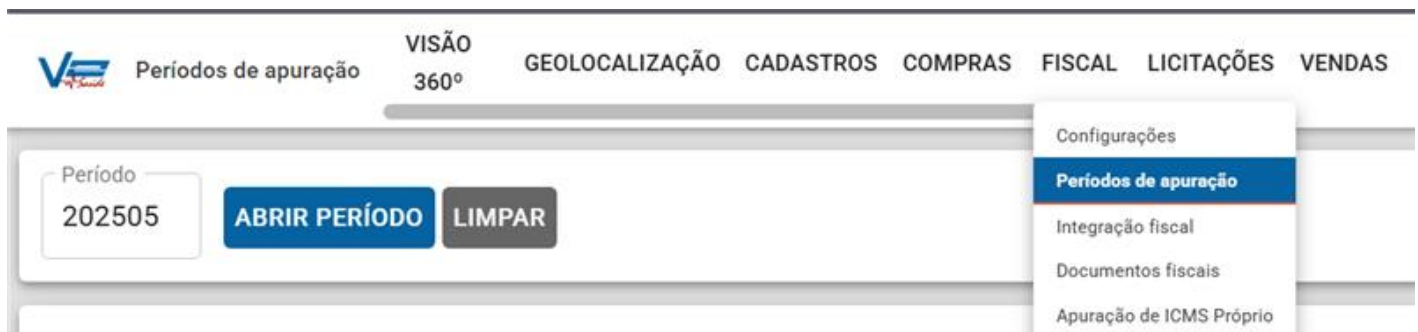 Períodos de apuração
VISÃO
360º
GEOLOCALIZAÇÃO CADASTROS COMPRAS FISCAL LICITAÇÕES VENDAS
Configurações
Períodos de apuração
Integração fiscal
Documentos fiscais
Apuração de ICMS Próprio
Período
202505
ABRIR PERÍODO LIMPAR